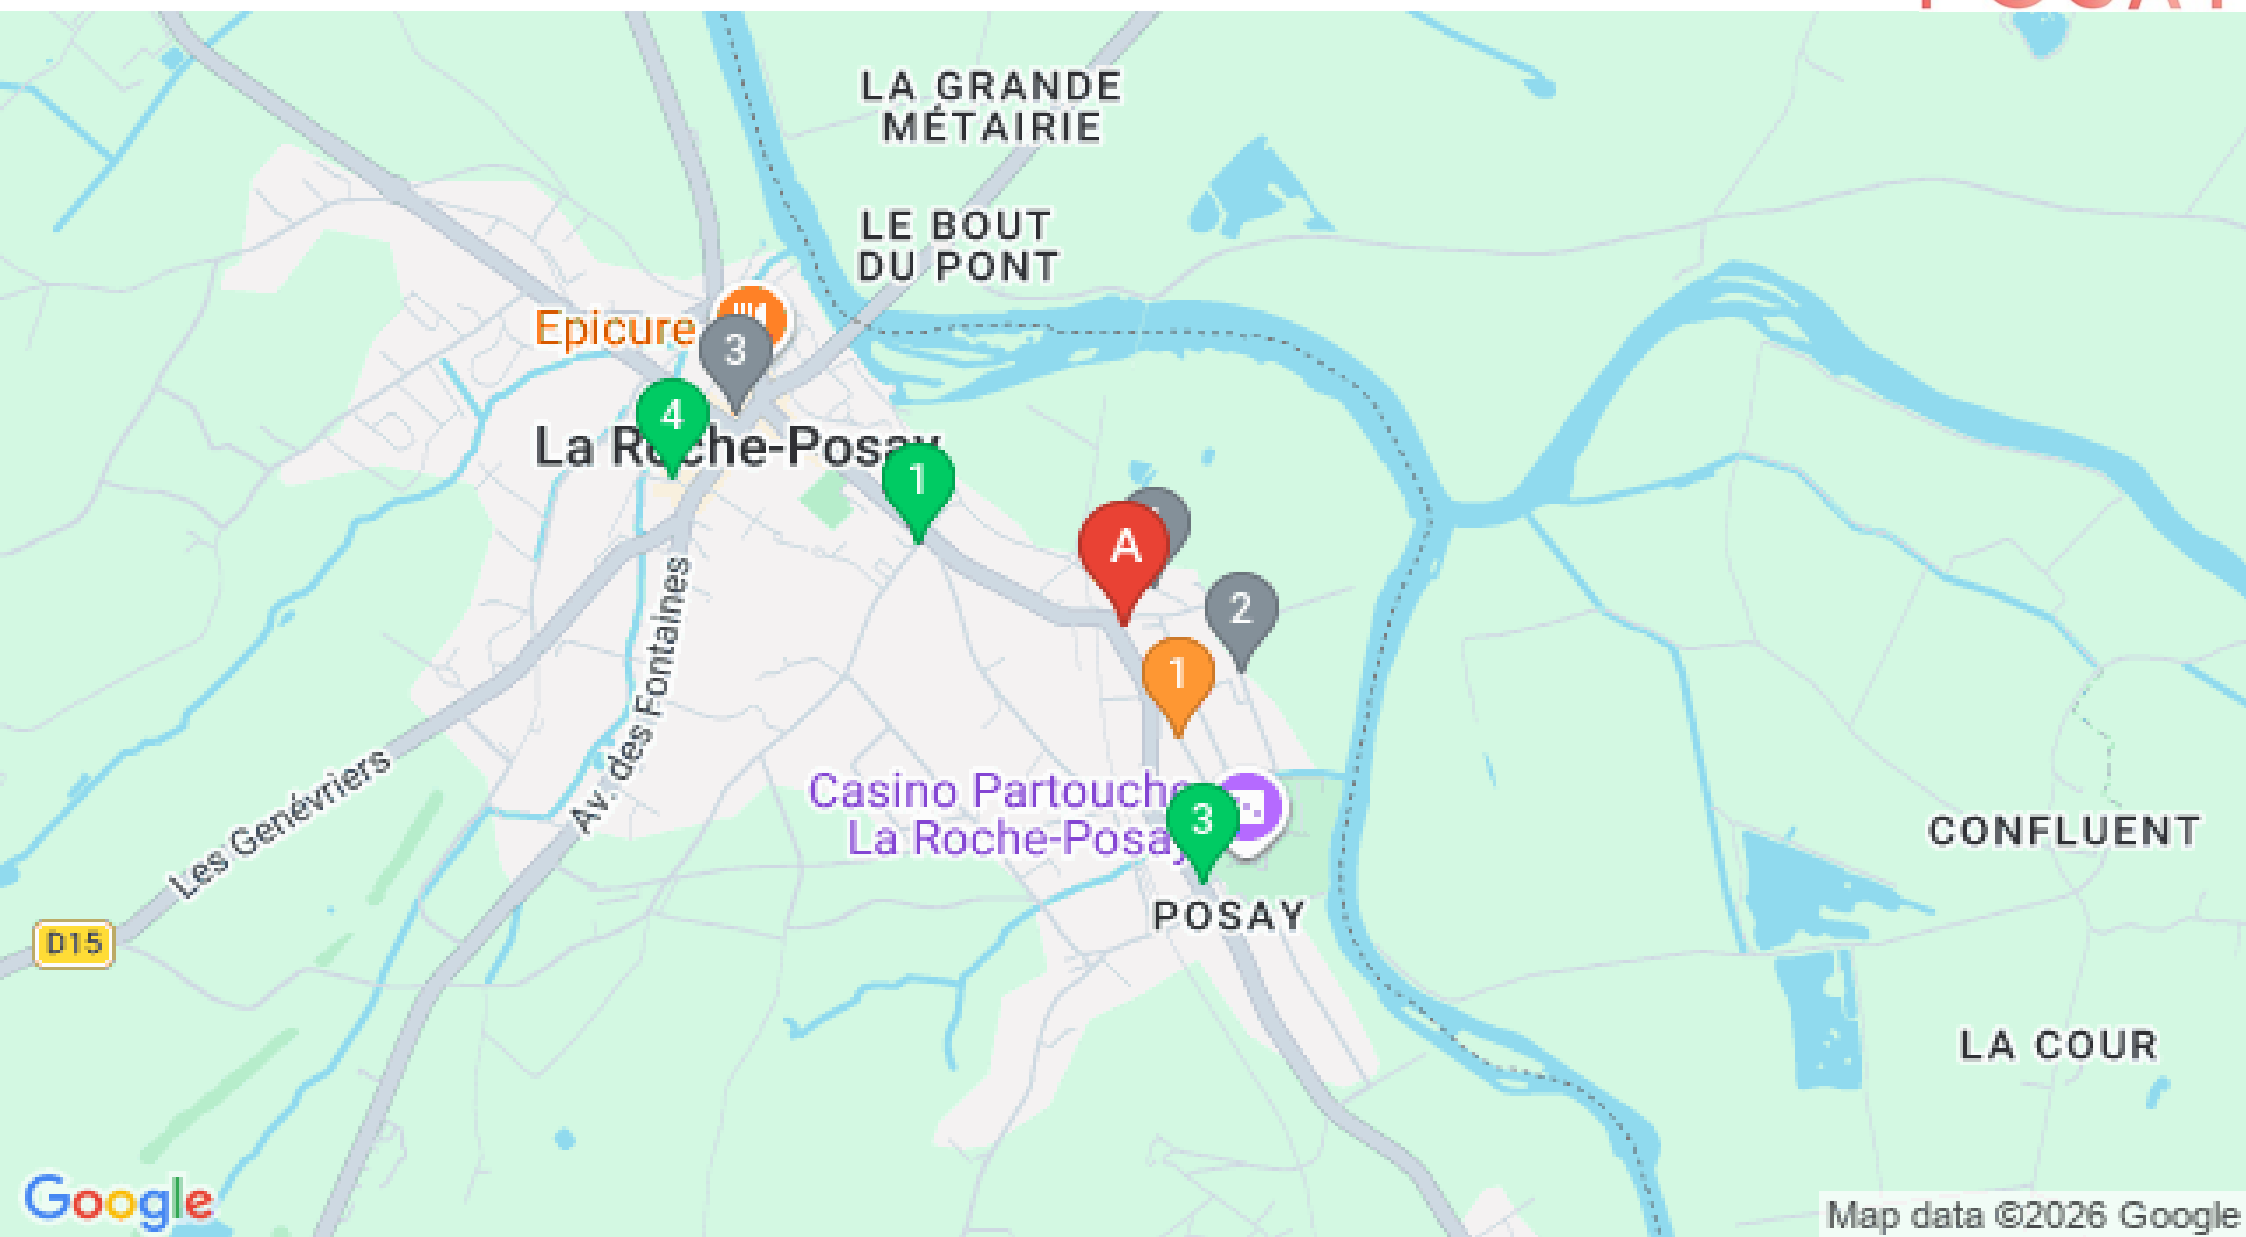 LA GRANDE
MÉTAIRIE
LE BOUT
DU PONT
Epicure
3
4
La Roche-Posay
1
A
2
1
Av. des Fontaines
Casino Partouche
La Roche-Posay
3
Les Genévriers
POSAY
CONFLUENT
D15
LA COUR
Google
Map data ©2026 Google